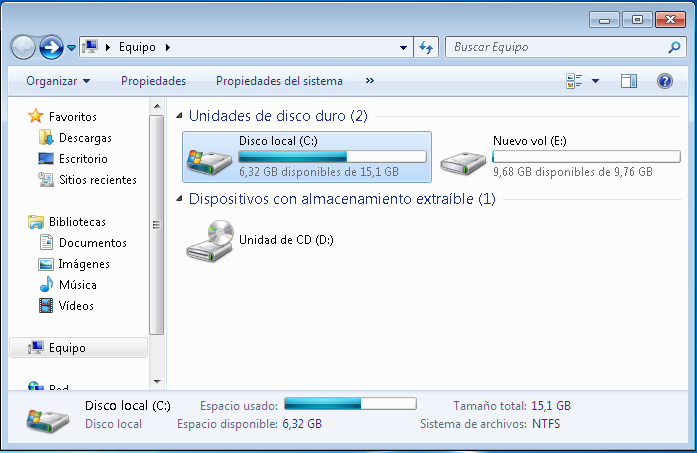 Equipo
Buscar Equipo
Organizar
Propiedades
Propiedades del sistema
»
Favoritos
Descargas
Escritorio
Sitios recientes
Bibliotecas
Documentos
Imágenes
Música
Vídeos
Equipo
Red
Unidades de disco duro (2)
Disco local (C:)
6,32 GB disponibles de 15,1 GB
Nuevo vol (E:)
9,68 GB disponibles de 9,76 GB
Dispositivos con almacenamiento extraíble (1)
Unidad de CD (D:)
Disco local (C:)
Disco local
Espacio usado:
Espacio disponible: 6,32 GB
Tamaño total: 15,1 GB
Sistema de archivos: NTFS